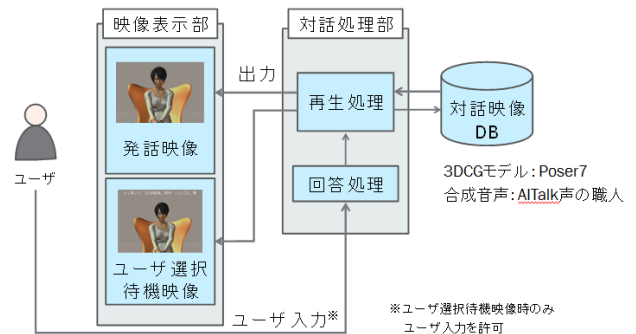 映像表示部
対話処理部
出力
再生処理
対話映像
DB
発話映像
ユーザ
回答処理
3DCGモデル：Poser7
合成音声：AITalk声の職人
ユーザ選択
待機映像
ユーザ入力※
※ユーザ選択待機映像時のみ
ユーザ入力を許可